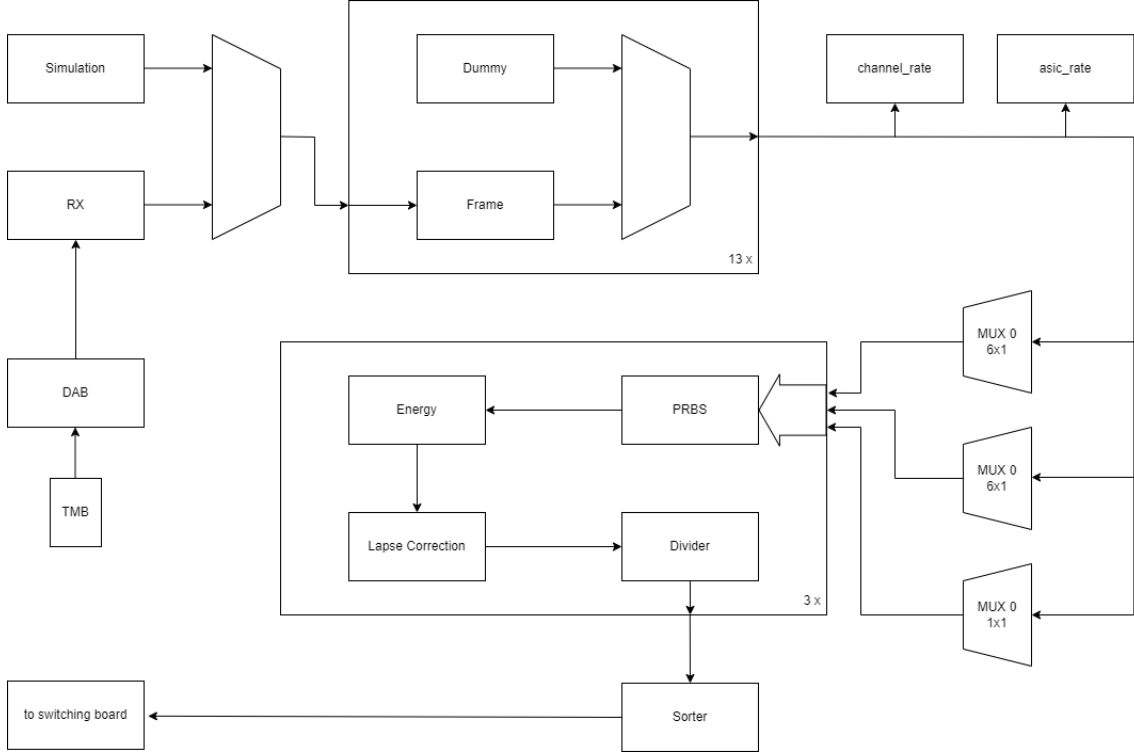 Simulation
Dummy
channel_rate
asic_rate
RX
Frame
13 x
MUX 0
6x1
DAB
Energy
PRBS
MUX 0
6x1
TMB
Lapse Correction
Divider
3 x
MUX 0
1x1
to switching board
Sorter